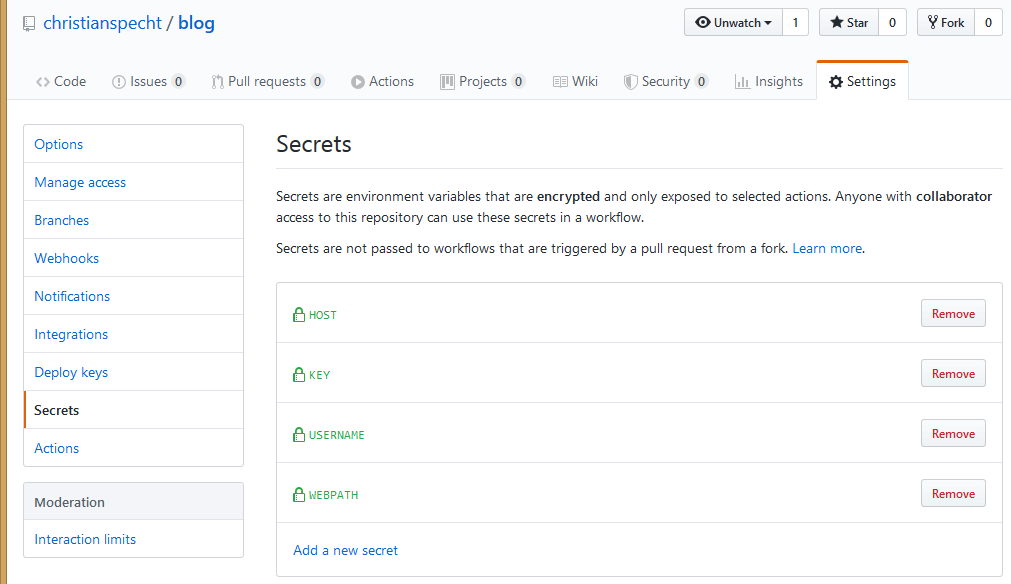 christianspecht / blog
Unwatch 1 Star 0 Fork 0
Code Issues 0 Pull requests 0 Actions Projects 0 Wiki Security 0 Insights Settings
Options
Manage access
Branches
Webhooks
Notifications
Integrations
Deploy keys
Secrets
Actions
Moderation
Interaction limits
Secrets
Secrets are environment variables that are encrypted and only exposed to selected actions. Anyone with collaborator
access to this repository can use these secrets in a workflow.
Secrets are not passed to workflows that are triggered by a pull request from a fork. Learn more.
HOST Remove
KEY Remove
USERNAME Remove
WEBPATH Remove
Add a new secret